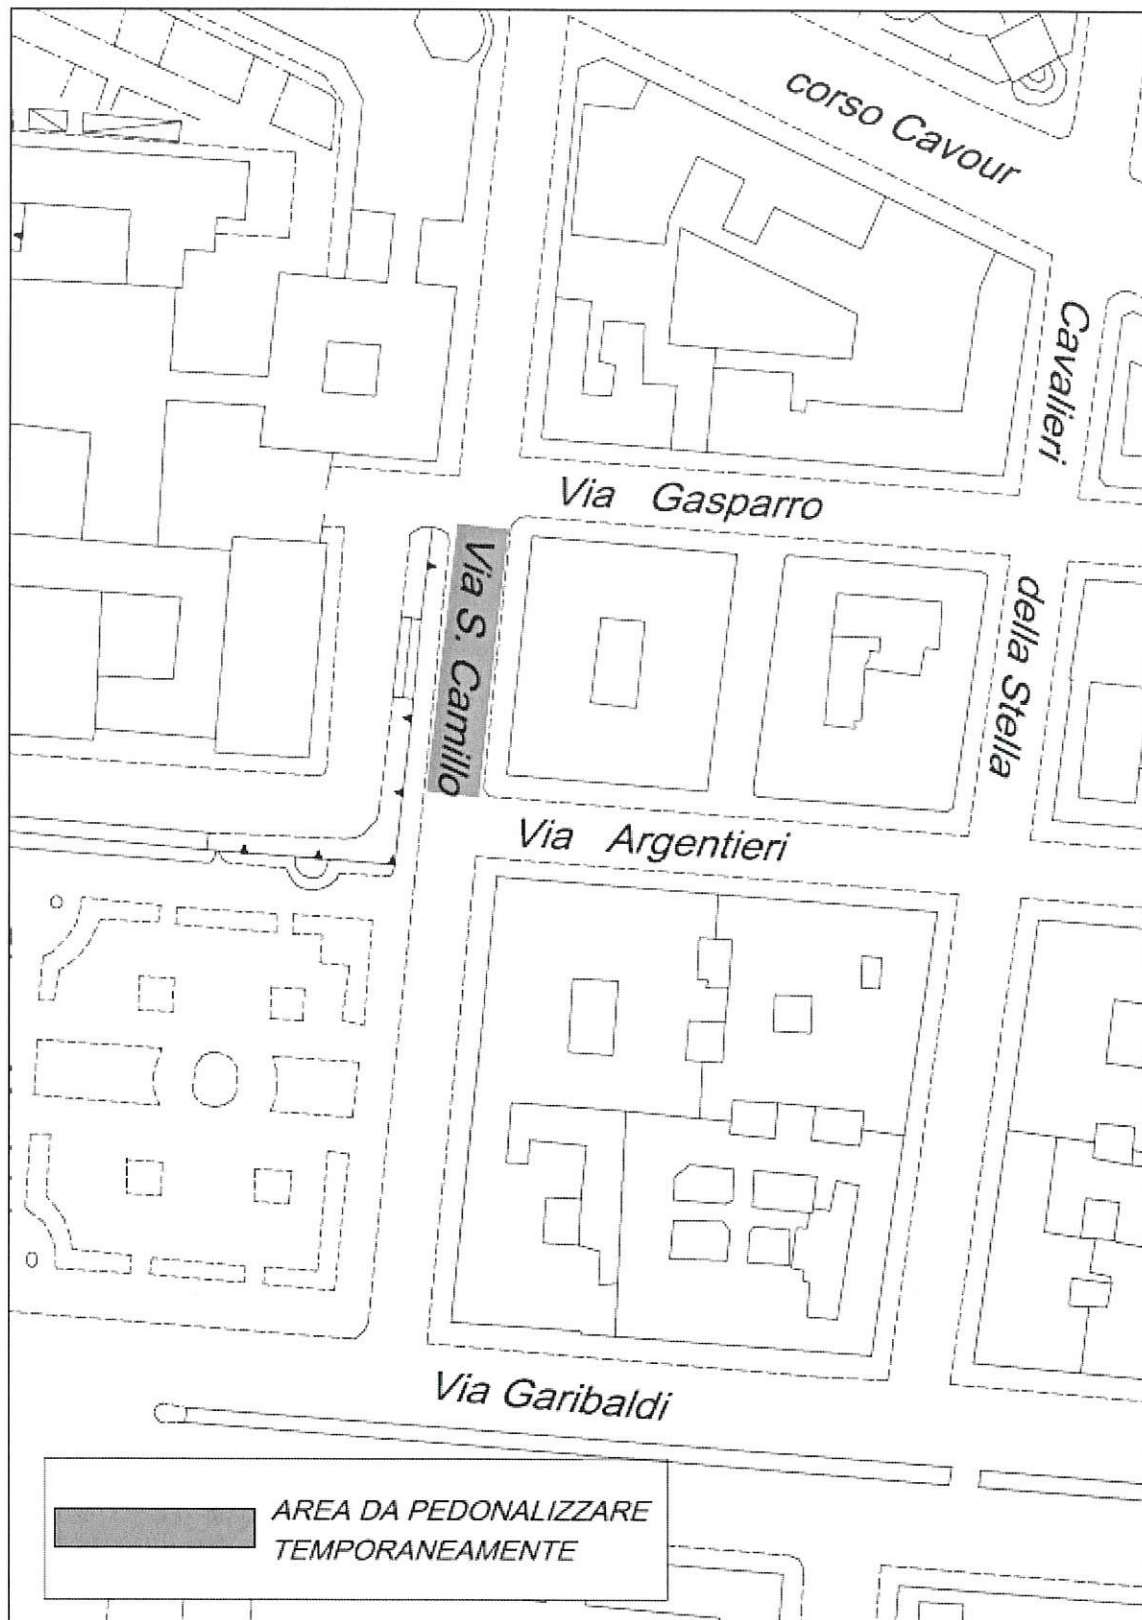 corso Cavour
Cavalieri
Via Gasparro
Via S. Camillo
della Stella
Via Argentieri
Via Garibaldi
AREA DA PEDONALIZZARE
TEMPORANEAMENTE